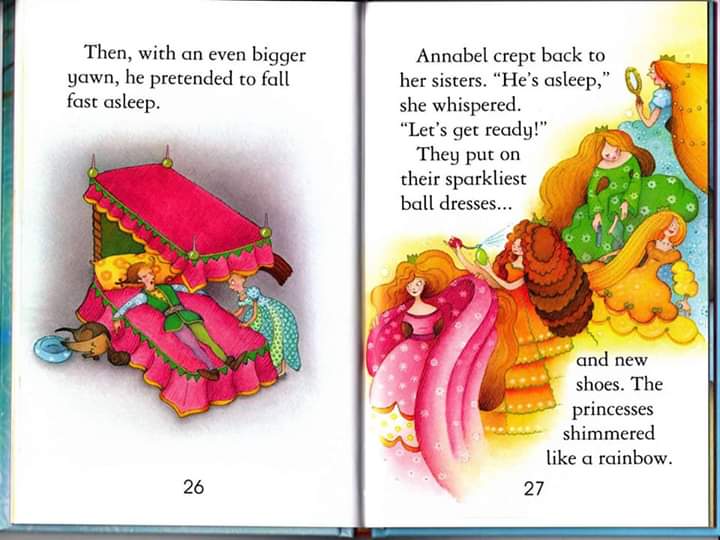 Then, with an even bigger
yawn, he pretended to fall
fast asleep.
26
Annabel crept back to
her sisters. “He’s asleep,”
she whispered.
“Let’s get ready!”
They put on
their sparkliest
ball dresses...
and new
shoes. The
princesses
shimmered
like a rainbow.
27